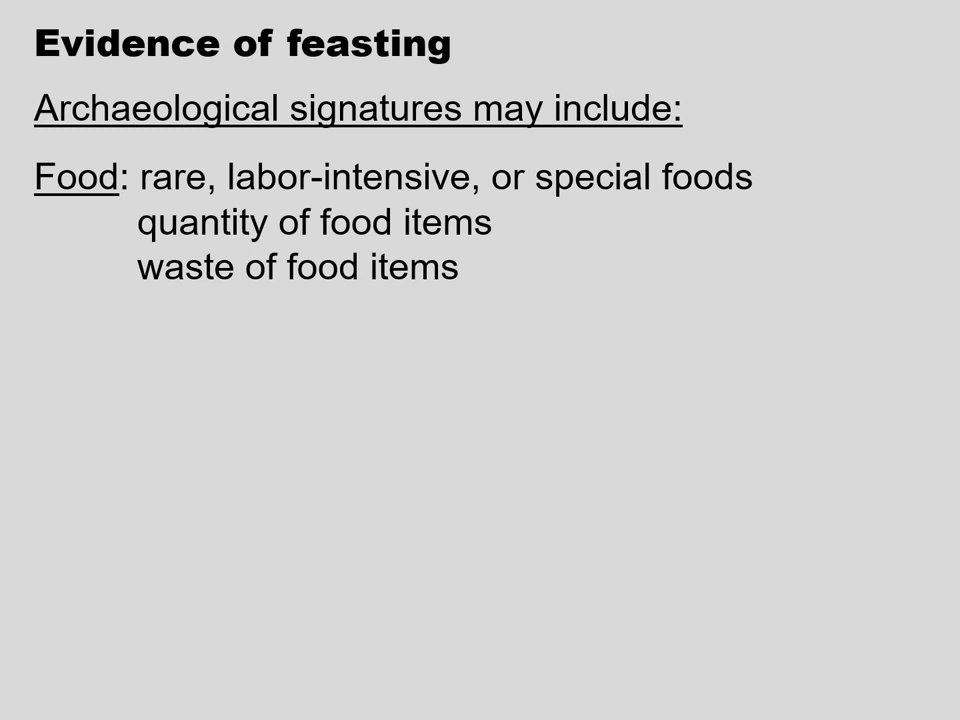 Evidence of feasting
Archaeological signatures may include:
Food: rare, labor-intensive, or special foods
quantity of food items
waste of food items